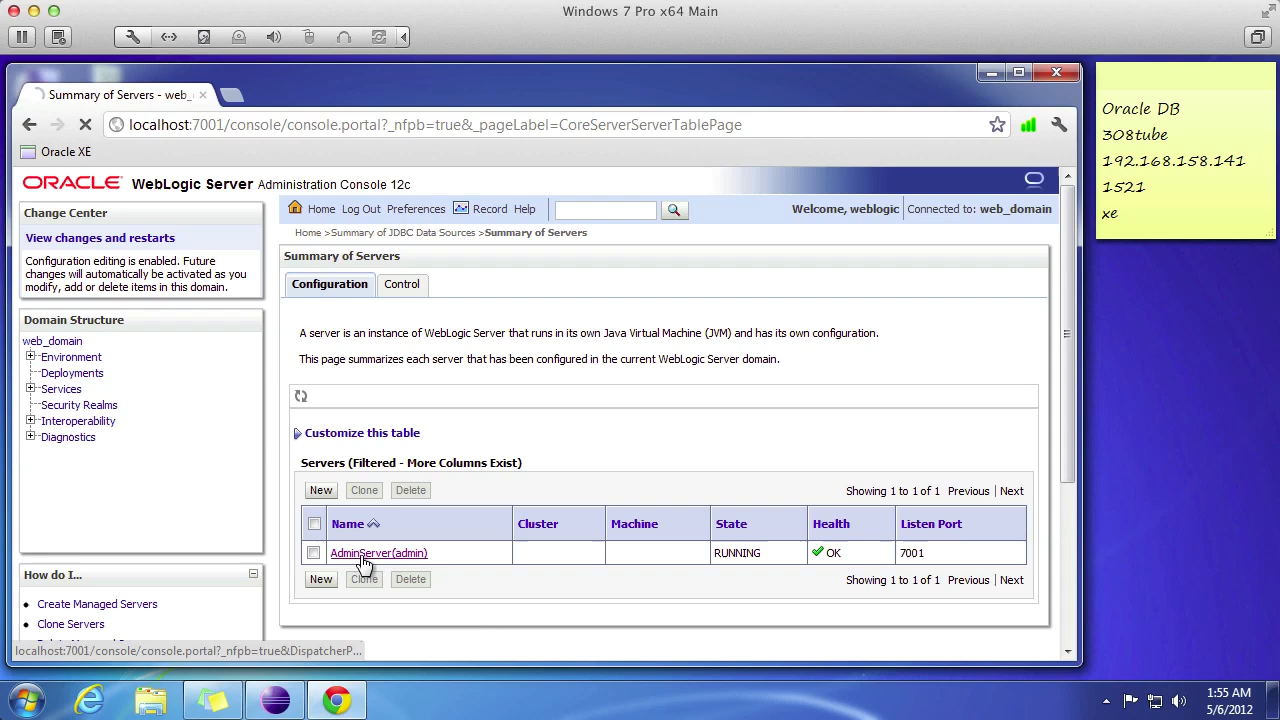 Windows 7 Pro x64 Main
Summary of Servers - web_
localhost:7001/console/console.portal?_nfpb=true&_pageLabel=CoreServerServerTablePage
Oracle XE
ORACLE WebLogic Server Administration Console 12c
Change Center
View changes and restarts
Configuration editing is enabled. Future
changes will automatically be activated as you
modify, add or delete items in this domain.
Domain Structure
web_domain
Environment
Deployments
Services
Security Realms
Interoperability
Diagnostics
How do I...
Create Managed Servers
Clone Servers
Home Log Out Preferences Record Help
Welcome, weblogic Connected to: web_domain
Home >Summary of JDBC Data Sources >Summary of Servers
Summary of Servers
Configuration Control
A server is an instance of WebLogic Server that runs in its own Java Virtual Machine (JVM) and has its own configuration.
This page summarizes each server that has been configured in the current WebLogic Server domain.
Customize this table
Servers (Filtered - More Columns Exist)
New Clone Delete Showing 1 to 1 of 1 Previous | Next
Name Cluster Machine State Health Listen Port
AdminServer(admin) RUNNING OK 7001
New Clone Delete Showing 1 to 1 of 1 Previous | Next
localhost:7001/console/console.portal?_nfpb=true&DispatcherP...
Oracle DB
308tube
192.168.158.141
1521
xe
1:55 AM
5/6/2012